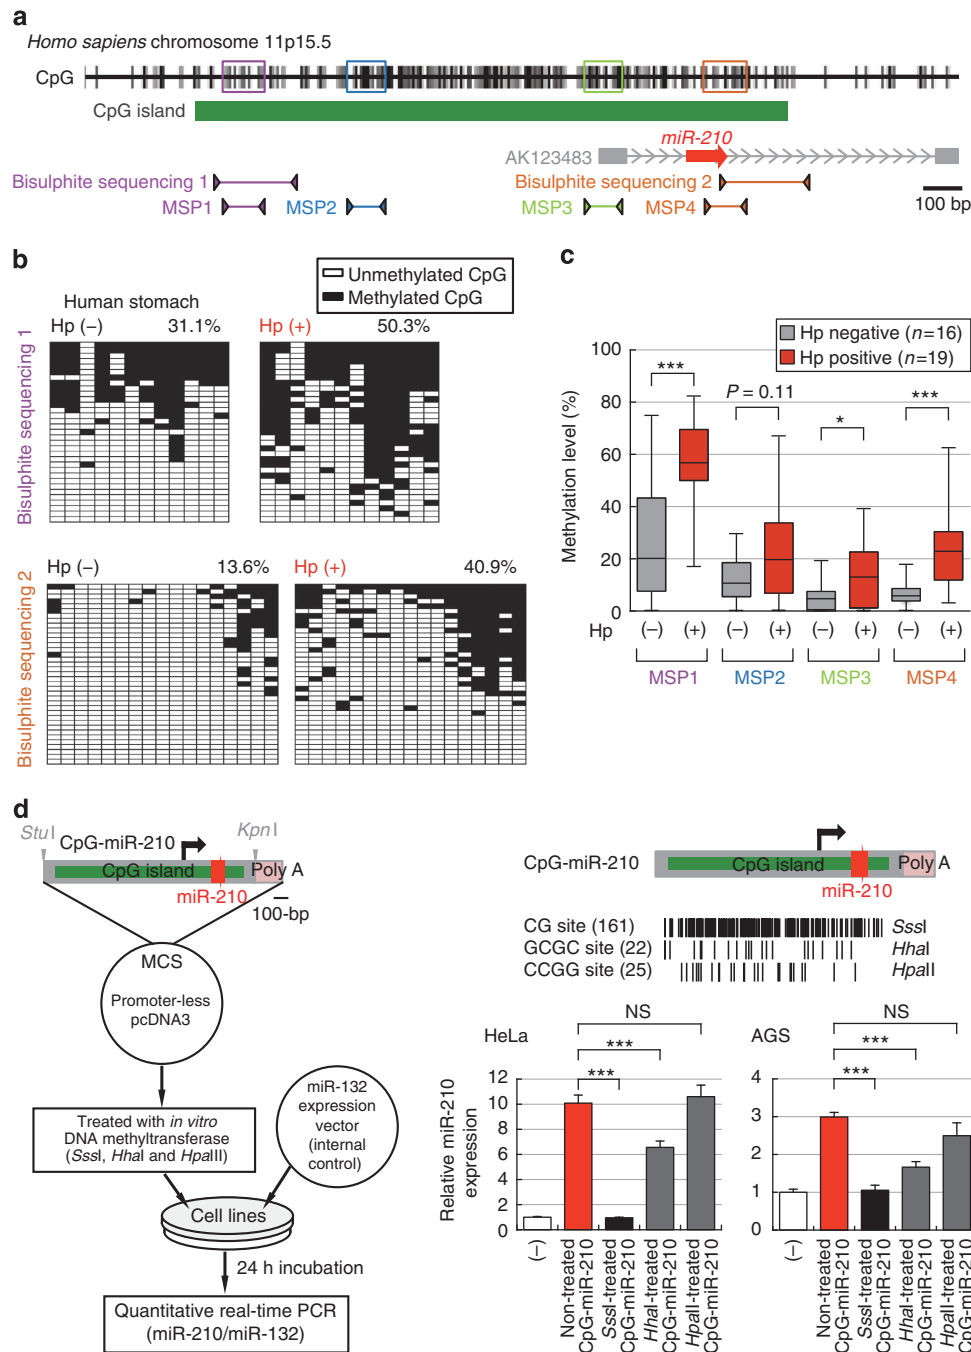 a
Homo sapiens chromosome 11p15.5
CpG
CpG island
miR-210
AK123483
Bisulphite sequencing 1
Bisulphite sequencing 2
MSP1
MSP2
MSP3
MSP4
100 bp
b
Unmethylated CpG
Methylated CpG
Human stomach
Hp (–)
31.1%
Hp (+)
50.3%
Bisulphite sequencing 1
Hp (–)
13.6%
Hp (+)
40.9%
Bisulphite sequencing 2
c
Hp negative (n=16)
Hp positive (n=19)
Methylation level (%)
100
80
60
40
20
0
***
P = 0.11
*
***
Hp
(–)
(+)
(–)
(+)
(–)
(+)
(–)
(+)
MSP1
MSP2
MSP3
MSP4
d
StuI
CpG-miR-210
KpnI
CpG island
Poly A
miR-210
100-bp
MCS
Promoter-less
pcDNA3
Treated with in vitro
DNA methyltransferase
(SssI, HhaI and HpaIII)
miR-132
expression
vector
(internal
control)
Cell lines
24 h incubation
Quantitative real-time PCR
(miR-210/miR-132)
CpG-miR-210
CpG island
Poly A
miR-210
CG site (161)
SssI
GCGC site (22)
HhaI
CCGG site (25)
HpaII
HeLa
NS
***
***
Relative miR-210
expression
12
10
8
6
4
2
0
(–)
Non-treated
CpG-miR-210
SssI-treated
CpG-miR-210
HhaI-treated
CpG-miR-210
HpaII-treated
CpG-miR-210
AGS
NS
***
***
4
3
2
1
0
(–)
Non-treated
CpG-miR-210
SssI-treated
CpG-miR-210
HhaI-treated
CpG-miR-210
HpaII-treated
CpG-miR-210